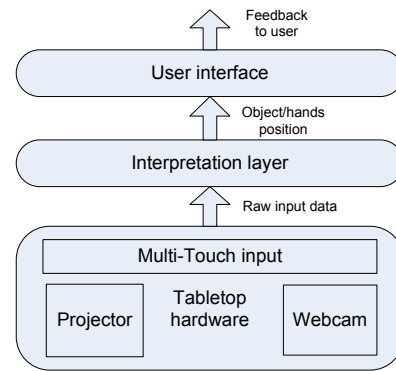 Feedback
to user
User interface
Object/hands
position
Interpretation layer
Raw input data
Multi-Touch input
Projector
Tabletop
hardware
Webcam